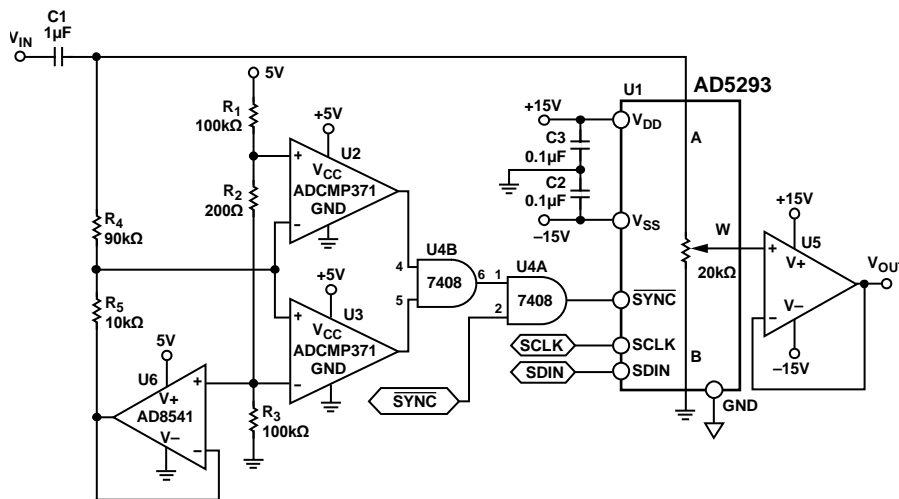 C1
1µF
VIN
5V
R1
100kΩ
+5V
U2
VCC
ADCMP371
GND
+
−
R2
200Ω
R4
90kΩ
R5
10kΩ
5V
U6
V+
AD8541
V−
+
−
+5V
U3
VCC
ADCMP371
GND
+
−
R3
100kΩ
U4B
4
5
7408
6
U4A
1
2
7408
SYNC
U1
AD5293
+15V
VDD
C3
0.1µF
C2
0.1µF
−15V
VSS
A
W
20kΩ
B
SYNC
SCLK
SCLK
SDIN
SDIN
GND
+15V
U5
+
V+
V−
−
−15V
VOUT